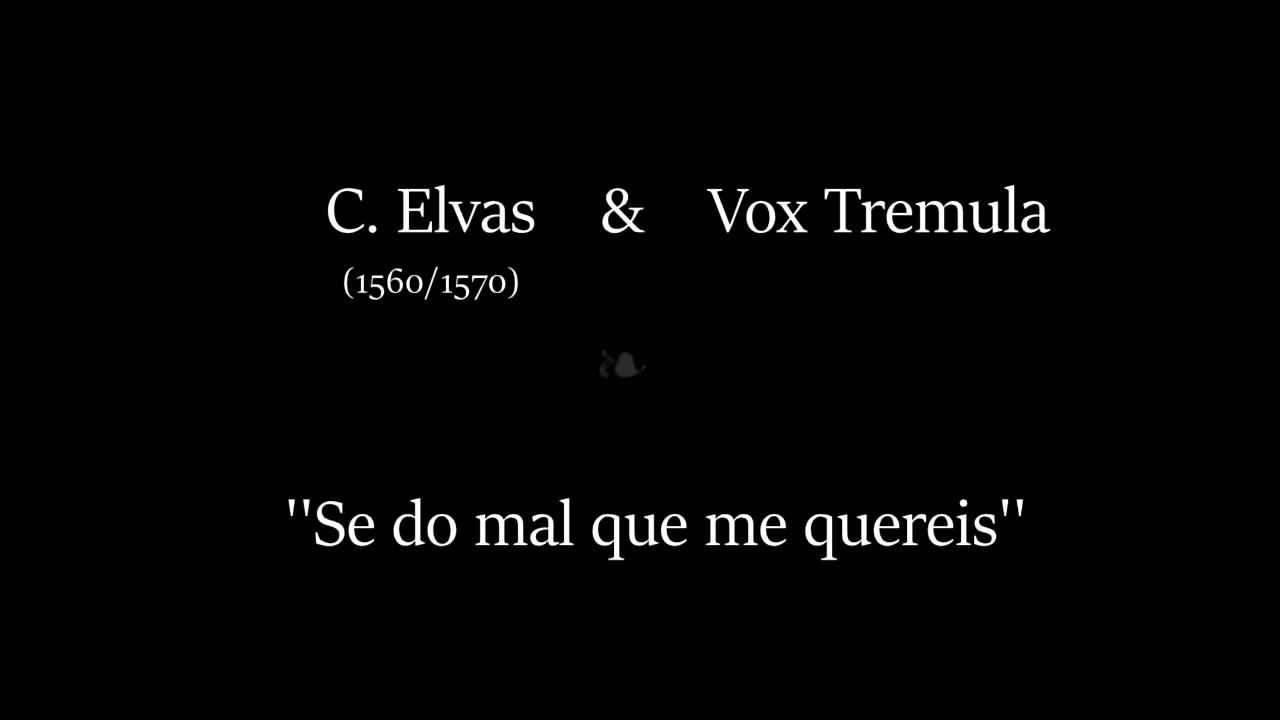 C. Elvas & Vox Tremula
(1560/1570)
❧
"Se do mal que me quereis"